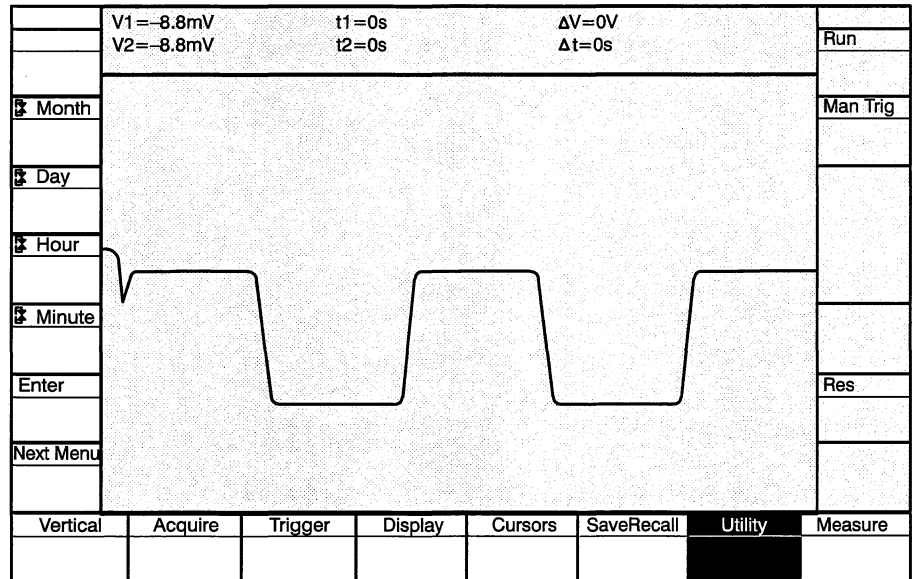 V1=–8.8mV t1=0s ΔV=0V
V2=–8.8mV t2=0s Δt=0s
Run
Month
Man Trig
Day
Hour
Minute
Enter
Res
Next Menu
Vertical Acquire Trigger Display Cursors SaveRecall Utility Measure